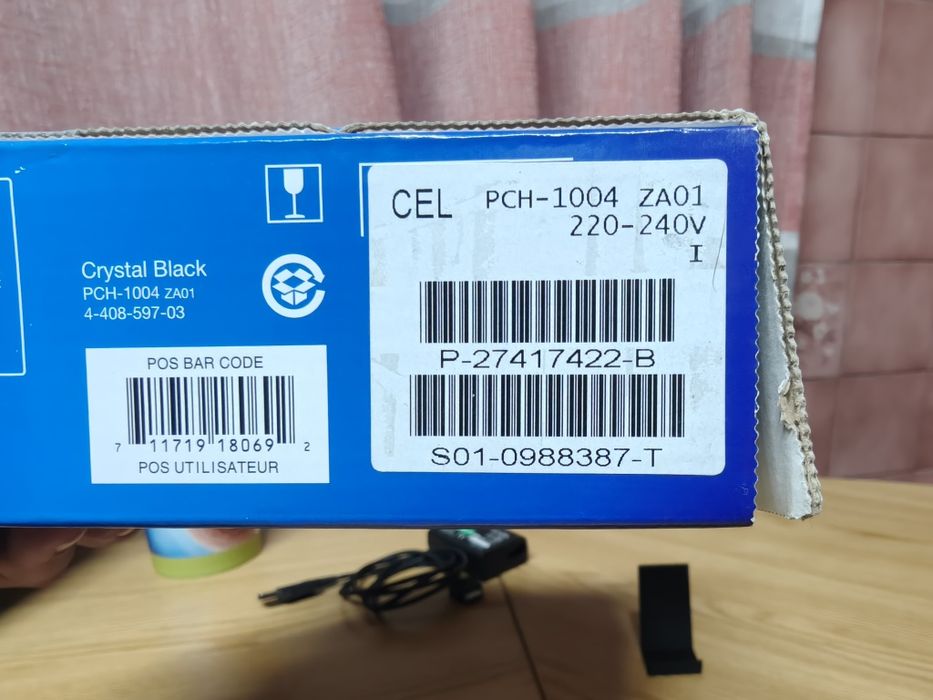 Crystal Black
PCH-1004 ZA01
4-408-597-03
POS BAR CODE
7 11719 18069 2
POS UTILISATEUR
CEL PCH-1004 ZA01
220-240V
I
P-27417422-B
S01-0988387-T